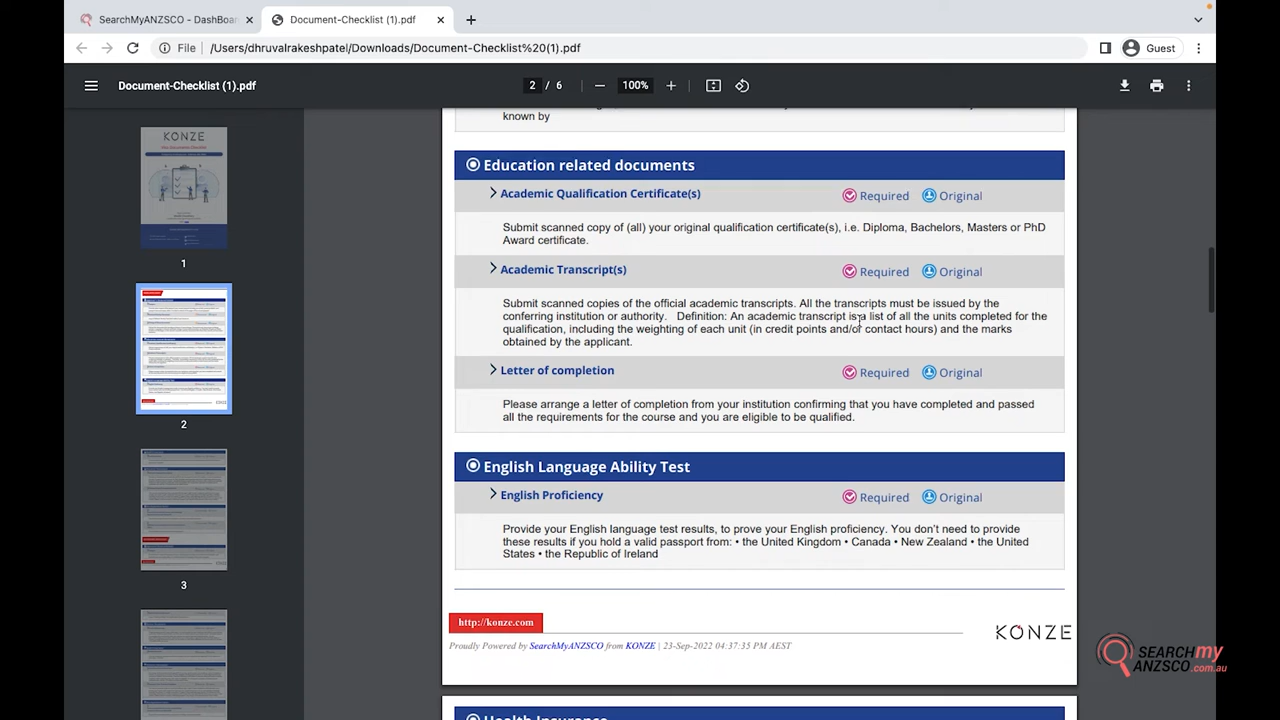 SearchMyANZSCO - DashBoar
Document-Checklist (1).pdf
File
/Users/dhruvalrakeshpatel/Downloads/Document-Checklist%20(1).pdf
Guest
Document-Checklist (1).pdf
2 / 6
100%
KONZE
1
2
3
known by
Education related documents
Academic Qualification Certificate(s) Required Original
Submit scanned copy of (all) your original qualification certificate(s), i.e. Diploma, Bachelors, Masters or PhD
Award certificate.
Academic Transcript(s) Required Original
Submit scanned copies of the official academic transcripts. All the transcripts must be issued by the
conferring institution or authority. Definition: An academic transcript is a list of all the units completed for the
qualification, including the weighting of each unit (in credit points and/or contact hours) and the marks
obtained by the applicant.
Letter of completion Required Original
Please arrange a letter of completion from your institution confirming that you have completed and passed
all the requirements for the course and you are eligible to be qualified.
English Language Ability Test
English Proficiency Required Original
Provide your English language test results, to prove your English proficiency. You don't need to provide
these results if you hold a valid passport from: • the United Kingdom • Canada • New Zealand • the United
States • the Republic of Ireland
http://konze.com
KONZE
Proudly Powered by SearchMyANZSCO from KONZE | 23-Sep-2022 04:37:35 PM AEST
SEARCHmy
ANZSCO.com.au
Health Insurance